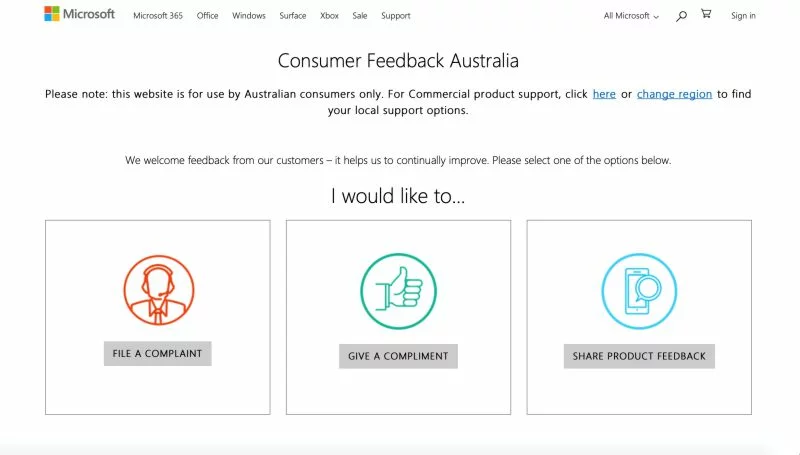 Microsoft Microsoft 365 Office Windows Surface Xbox Sale Support All Microsoft Sign in
Consumer Feedback Australia
Please note: this website is for use by Australian consumers only. For Commercial product support, click here or change region to find
your local support options.
We welcome feedback from our customers – it helps us to continually improve. Please select one of the options below.
I would like to...
FILE A COMPLAINT
GIVE A COMPLIMENT
SHARE PRODUCT FEEDBACK